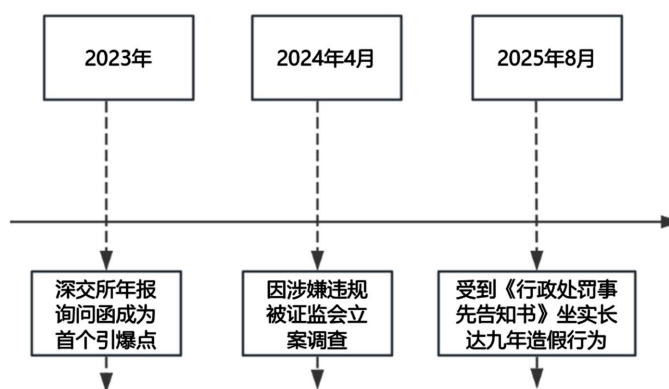 2023年
2024年4月
2025年8月
深交所年报
询问函成为
首个引爆点
因涉嫌违规
被证监会立
案调查
受到《行政处罚事
先告知书》坐实长
达九年造假行为